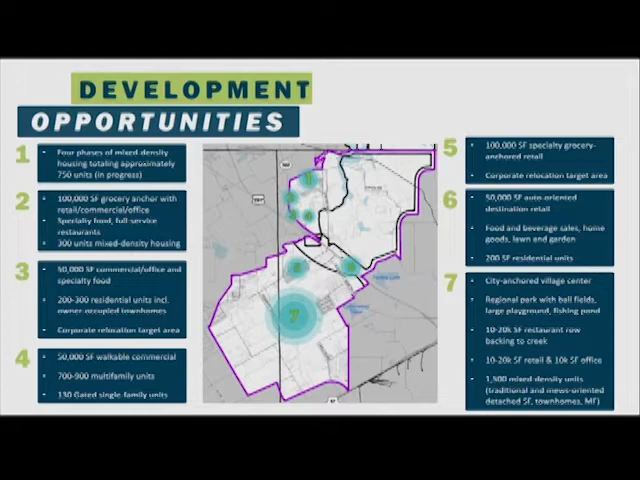 DEVELOPMENT
OPPORTUNITIES
1
• Four phases of mixed-density
housing totaling approximately
750 units (in progress)
2
• 100,000 SF grocery anchor with
retail/commercial/office
• Specialty food, full service
restaurants
• 300 units mixed-density housing
3
• 50,000 SF commercial/office and
specialty food
• 200-300 residential units incl.
owner-occupied townhomes
• Corporate relocation target area
4
• 50,000 SF walkable commercial
• 700-900 multifamily units
• 130 Gated single-family units
7
5
• 100,000 SF specialty grocery-
anchored retail
• Corporate relocation target area
6
• 50,000 SF auto-oriented
destination retail
• Food and beverage sales, home
goods, lawn and garden
• 200 SF residential units
7
• City-anchored village center
• Regional park with ball fields,
large playground, fishing pond
• 10-20k SF restaurant row
backing to creek
• 10-20k SF retail & 10k SF office
• 1,300 mixed density units
(traditional and mews-oriented
detached SF, townhomes, MF)